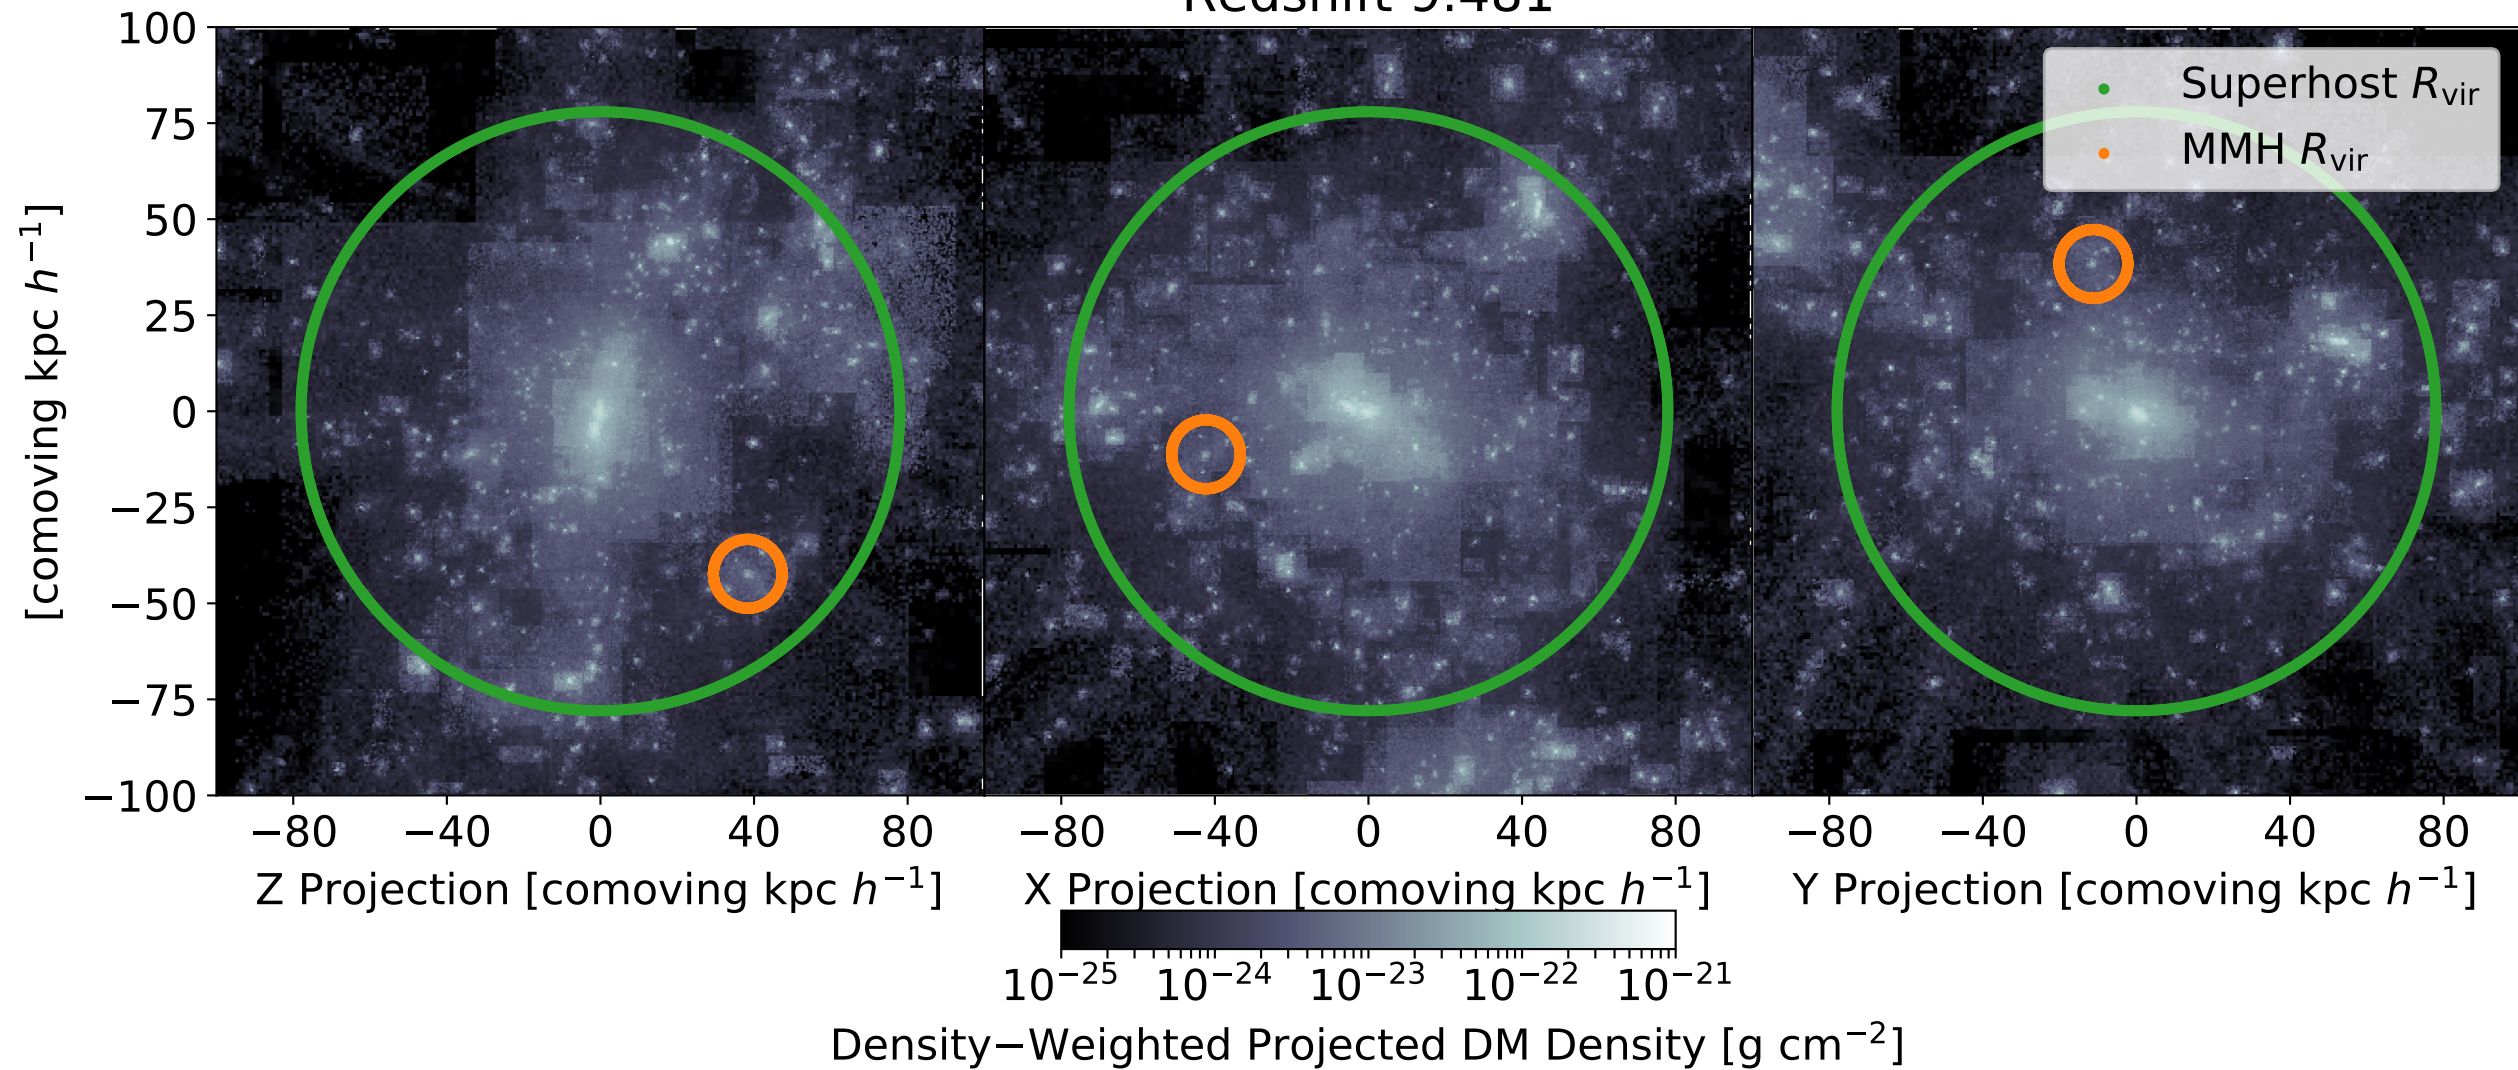 Redshift 9.481
100
75
50
25
0
−25
−50
−75
−100
[comoving kpc h⁻¹]
Superhost R_vir
MMH R_vir
−80 −40 0 40 80 −80 −40 0 40 80 −80 −40 0 40 80
Z Projection [comoving kpc h⁻¹] X Projection [comoving kpc h⁻¹] Y Projection [comoving kpc h⁻¹]
10⁻²⁵ 10⁻²⁴ 10⁻²³ 10⁻²² 10⁻²¹
Density−Weighted Projected DM Density [g cm⁻²]